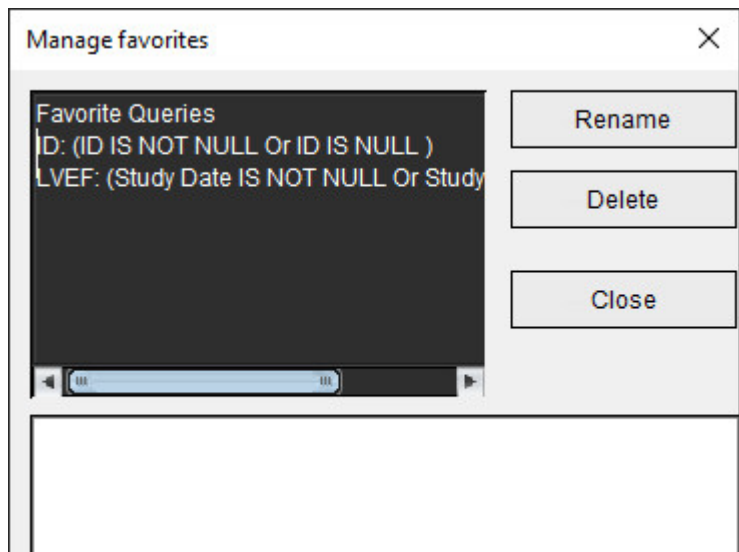 Manage favorites
Favorite Queries
ID: (ID IS NOT NULL Or ID IS NULL )
LVEF: (Study Date IS NOT NULL Or Study
Rename
Delete
Close